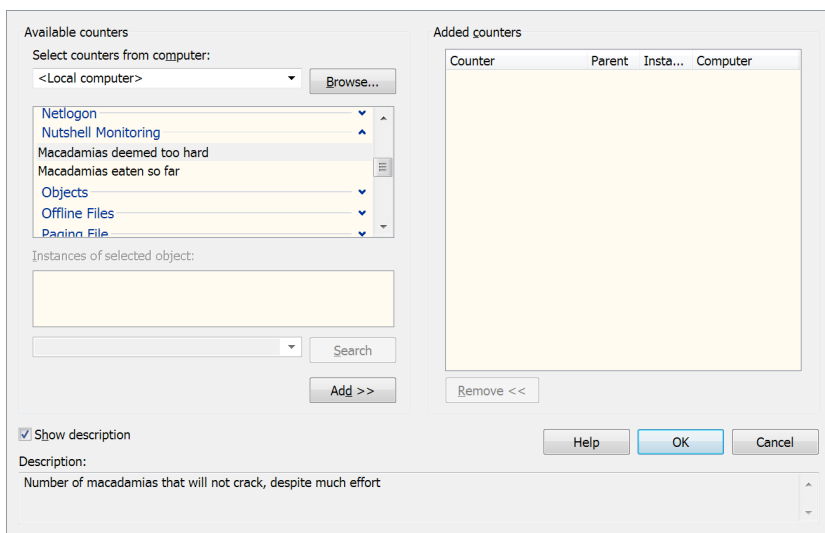 Available counters
Select counters from computer:
<Local computer>
Browse...
Netlogon
Nutshell Monitoring
Macadamias deemed too hard
Macadamias eaten so far
Objects
Offline Files
Paging File
Instances of selected object:
Search
Add >>
Added counters
Counter Parent Insta... Computer
Remove <<
Show description
Help OK Cancel
Description:
Number of macadamias that will not crack, despite much effort